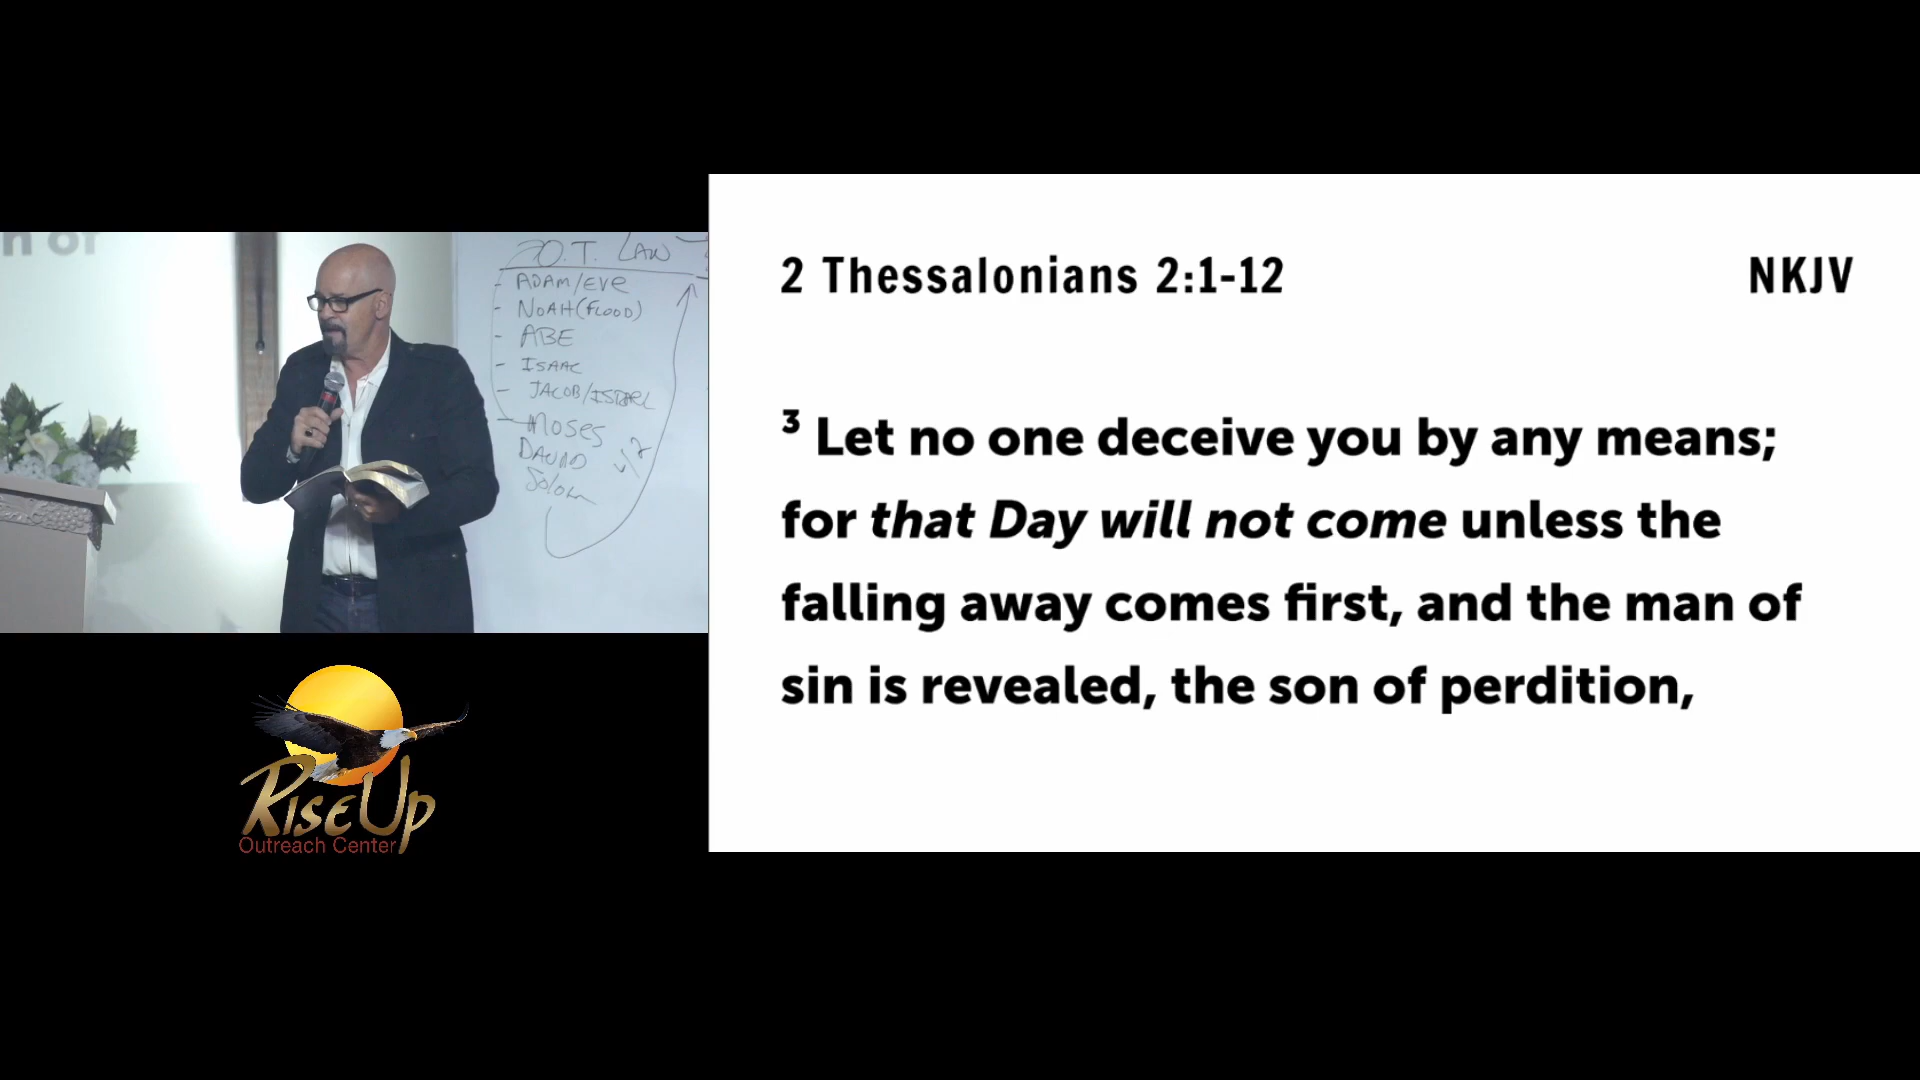 n of
O.T. LAW
- ADAM/EVE
- NOAH (FLOOD)
- ABE
- ISAAC
- JACOB/ISRAEL
- MOSES
DAVID
RiseUp
Outreach Center
2 Thessalonians 2:1-12 NKJV
3 Let no one deceive you by any means;
for that Day will not come unless the
falling away comes first, and the man of
sin is revealed, the son of perdition,